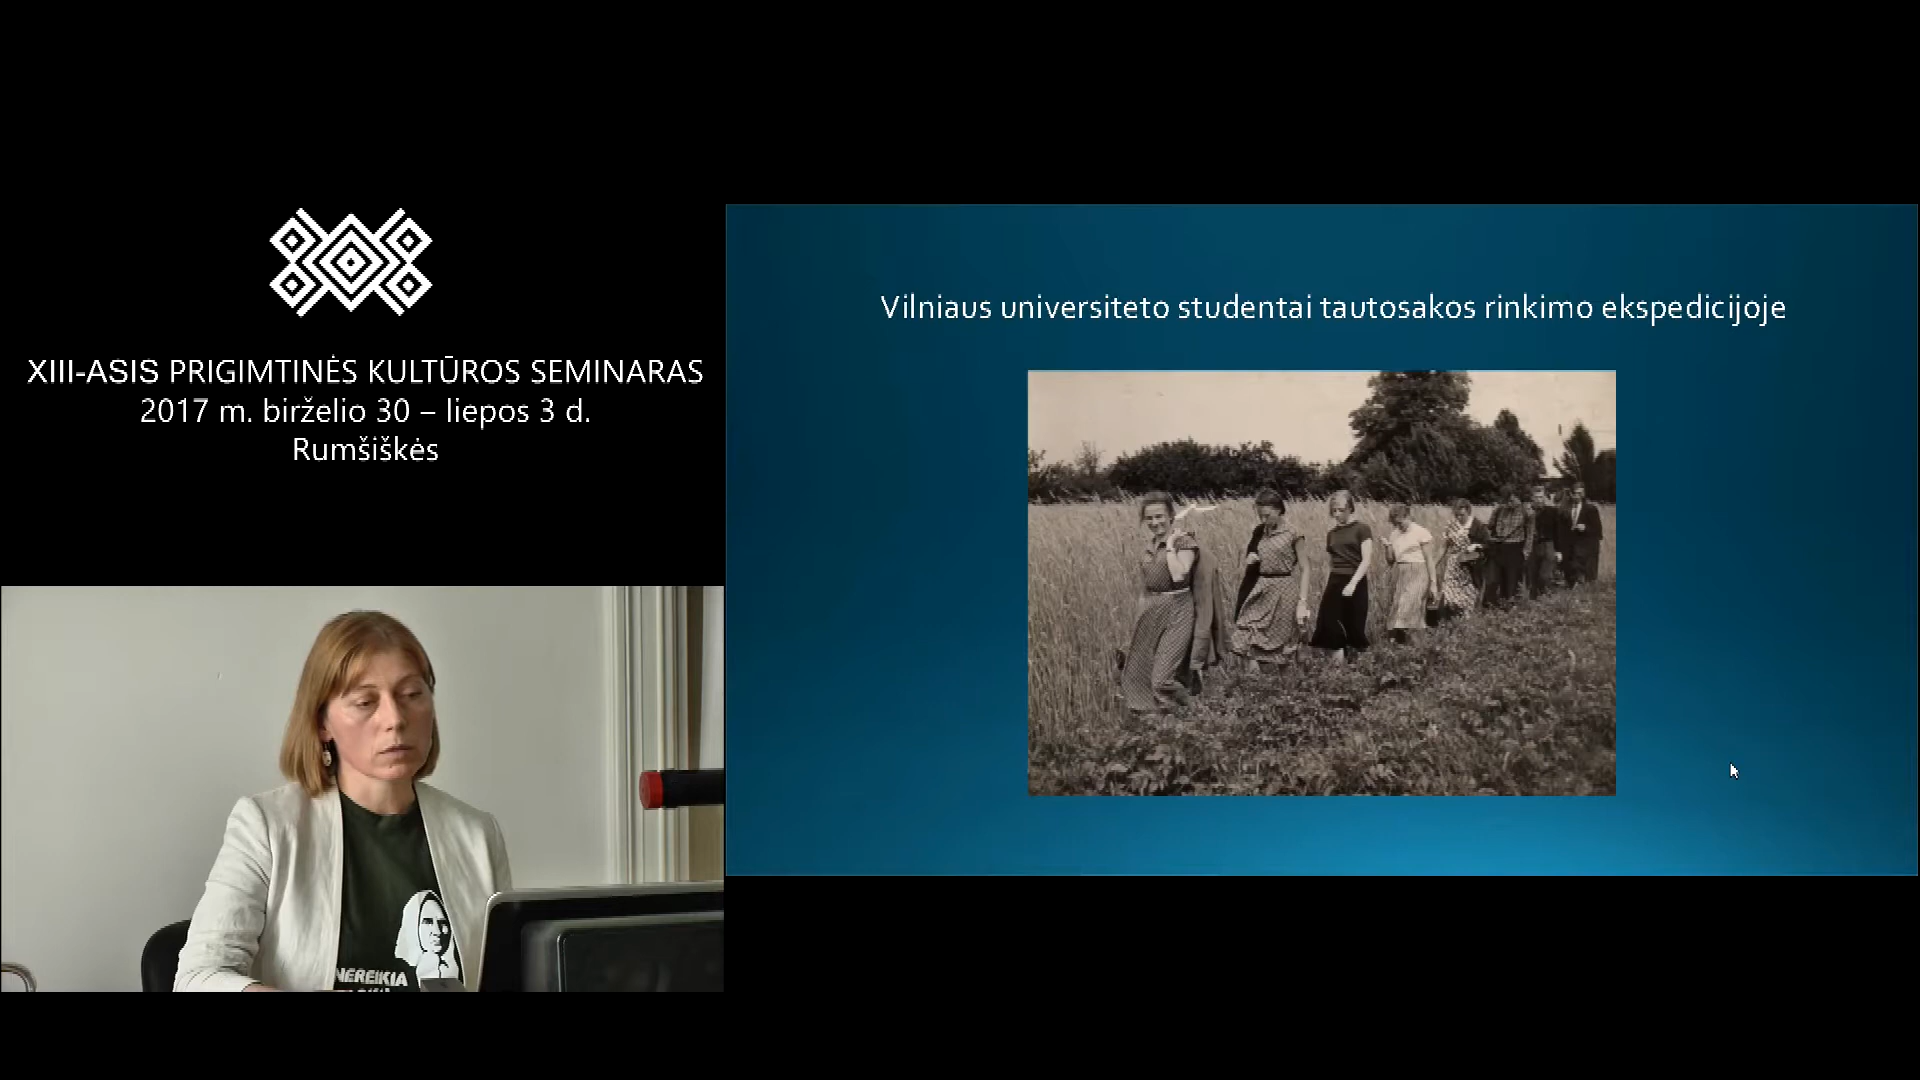 XIII-ASIS PRIGIMTINĖS KULTŪROS SEMINARAS
2017 m. birželio 30 – liepos 3 d.
Rumšiškės
Vilniaus universiteto studentai tautosakos rinkimo ekspedicijoje
NEREIKIA